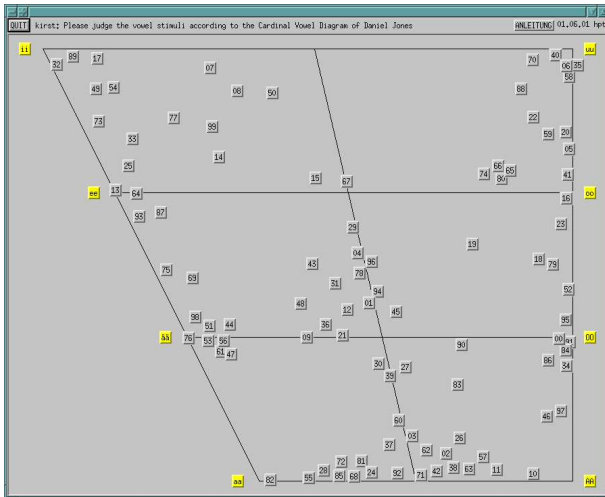 QUIT kirst: Please judge the vowel stimuli according to the Cardinal Vowel Diagram of Daniel Jones ANLEITUNG 01.06.01 hpt
ii 89 17 40 uu
32 07 70 06 35
58
49 54 08 50 88
73 77 22
99 59 20
33 05
14
25 66 65
15 67 74 80 41
ee 13 64 16 oo
93 87 23
29
19
04
43 96 18 79
75 78
69 31
94 52
48 01
12 45
98 95
51 44 36
åå 76 53 56 09 21 00 91 OO
61 47 90 84
86 34
30 27
39
83
46 97
60
03 26
37
62 02
72 81 57
28 38 63 11
55 85 68 24 92 71 42 10
aa 82 AA